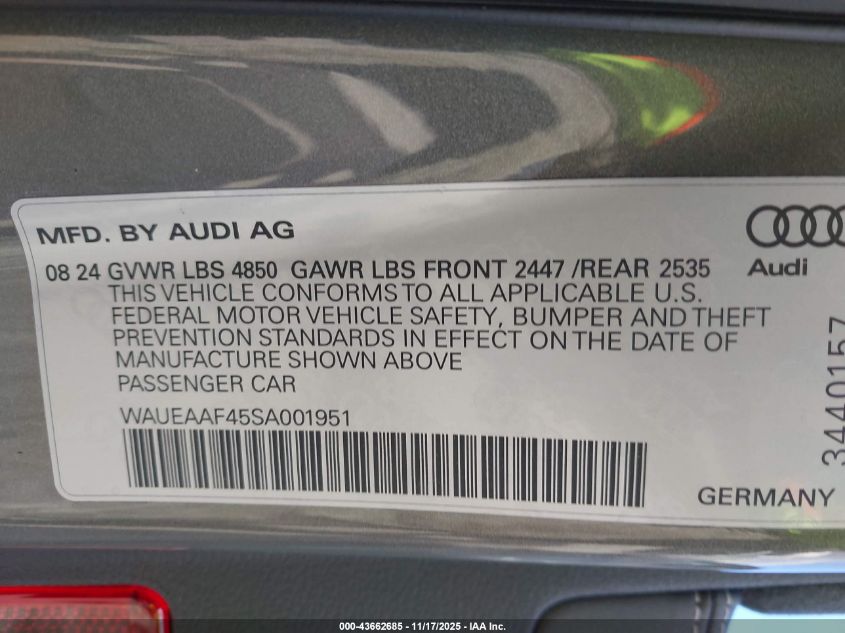 MFD. BY AUDI AG
Audi
08 24 GVWR LBS 4850 GAWR LBS FRONT 2447 /REAR 2535
THIS VEHICLE CONFORMS TO ALL APPLICABLE U.S.
FEDERAL MOTOR VEHICLE SAFETY, BUMPER AND THEFT
PREVENTION STANDARDS IN EFFECT ON THE DATE OF
MANUFACTURE SHOWN ABOVE
PASSENGER CAR
WAUEAAF45SA001951
3440157
GERMANY
000-43662685 - 11/17/2025 - IAA Inc.